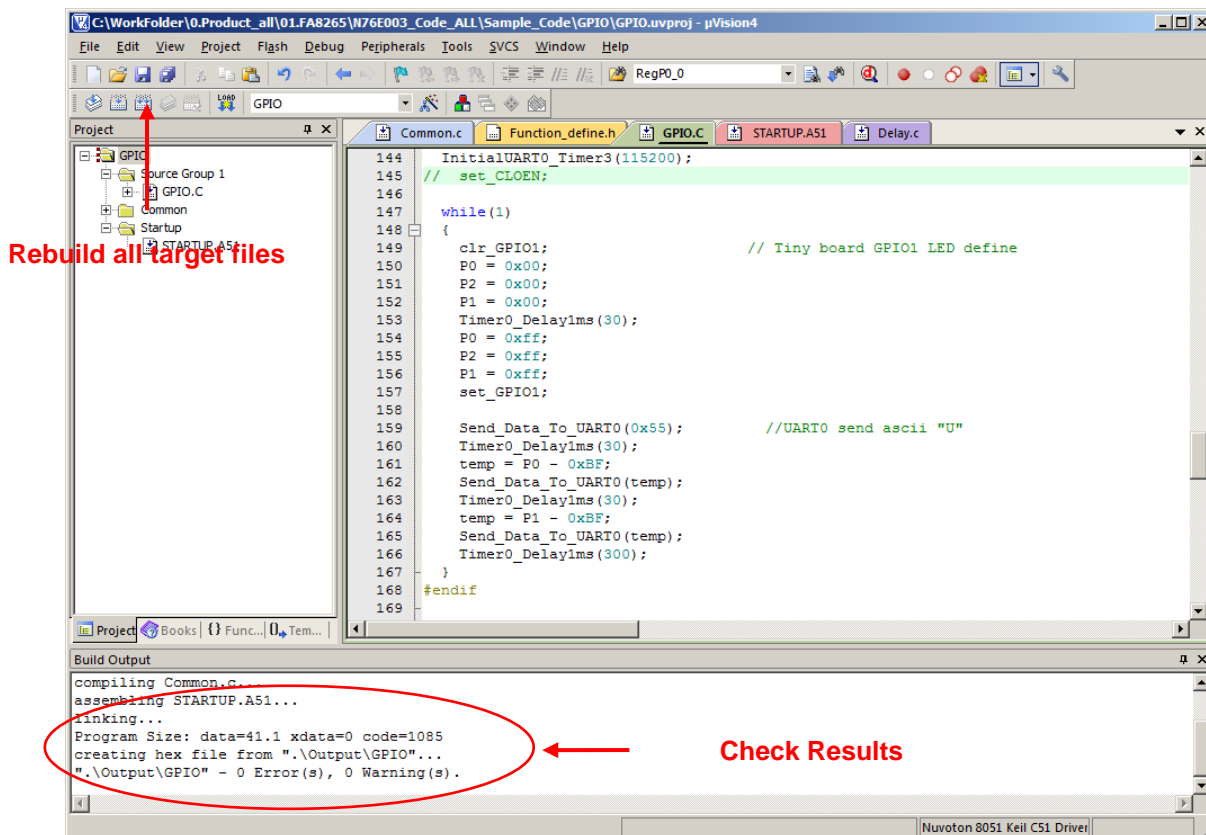 C:\WorkFolder\0.Product_all\01.FA8265\N76E003_Code_ALL\Sample_Code\GPIO\GPIO.uvproj - µVision4
File Edit View Project Flash Debug Peripherals Tools SVCS Window Help
RegP0_0
LOAD GPIO
Project
Common.c Function_define.h GPIO.C STARTUP.A51 Delay.c
GPIO
Source Group 1
GPIO.C
Common
Startup
STARTUP.A51
Rebuild all target files
144 InitialUART0_Timer3(115200);
145 // set_CLOEN;
146
147 while(1)
148 {
149 clr_GPIO1; // Tiny board GPIO1 LED define
150 P0 = 0x00;
151 P2 = 0x00;
152 P1 = 0x00;
153 Timer0_Delay1ms(30);
154 P0 = 0xff;
155 P2 = 0xff;
156 P1 = 0xff;
157 set_GPIO1;
158
159 Send_Data_To_UART0(0x55); //UART0 send ascii "U"
160 Timer0_Delay1ms(30);
161 temp = P0 - 0xBF;
162 Send_Data_To_UART0(temp);
163 Timer0_Delay1ms(30);
164 temp = P1 - 0xBF;
165 Send_Data_To_UART0(temp);
166 Timer0_Delay1ms(300);
167 }
168 #endif
169
Project Books {} Func... Tem...
Build Output
compiling Common.c...
assembling STARTUP.A51...
linking...
Program Size: data=41.1 xdata=0 code=1085
creating hex file from ".\Output\GPIO"...
".\Output\GPIO" - 0 Error(s), 0 Warning(s).
Check Results
Nuvoton 8051 Keil C51 Driver